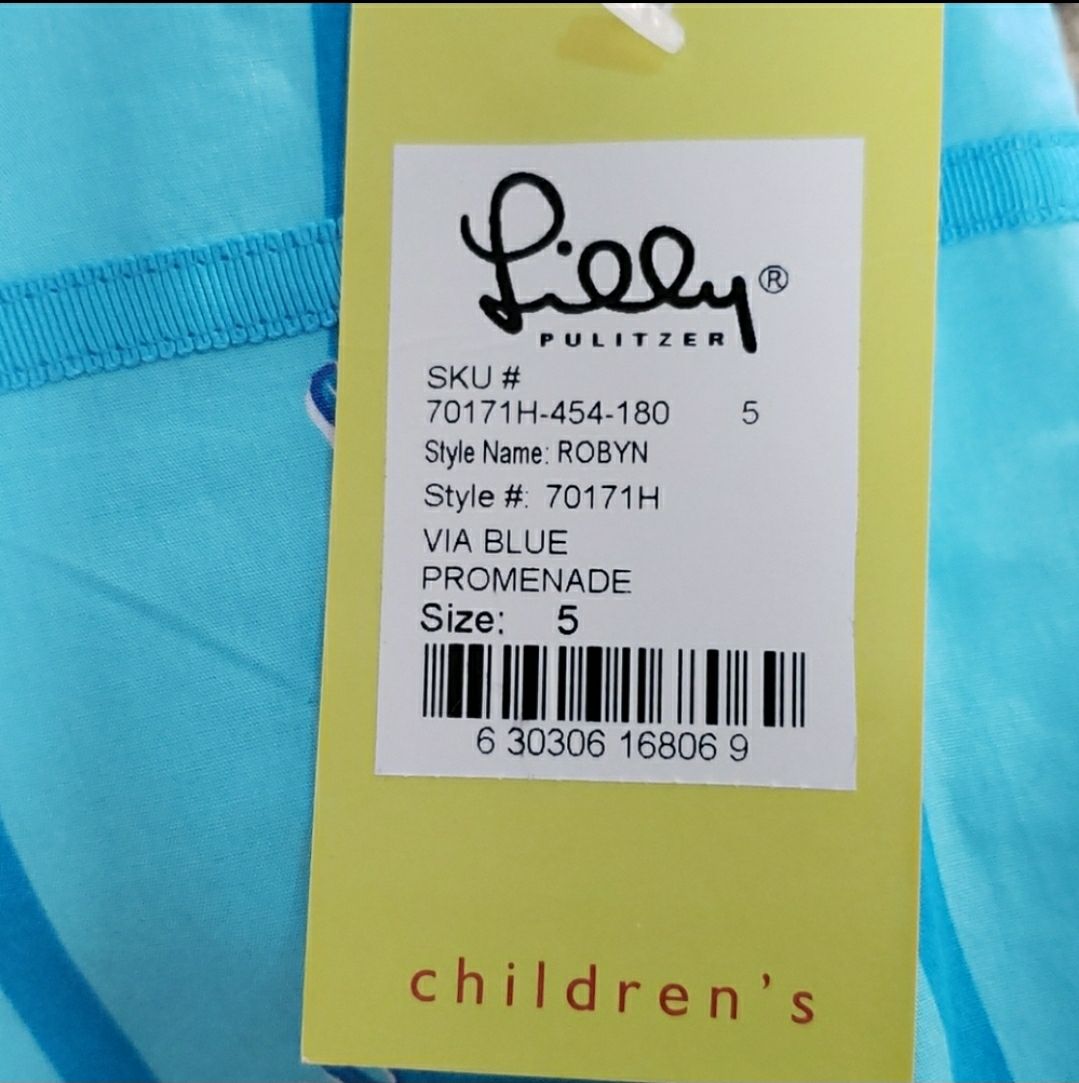 Lilly®
PULITZER
SKU #
70171H-454-180 5
Style Name: ROBYN
Style #: 70171H
VIA BLUE
PROMENADE
Size: 5
6 30306 16806 9
children's